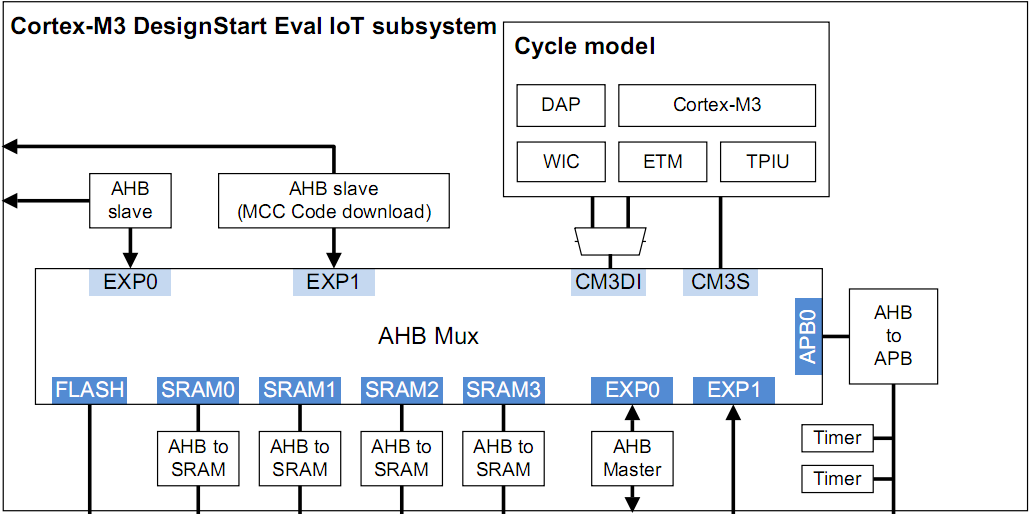 Cortex-M3 DesignStart Eval IoT subsystem
Cycle model
DAP
Cortex-M3
WIC
ETM
TPIU
AHB
slave
AHB slave
(MCC Code download)
EXP0
EXP1
CM3DI
CM3S
AHB Mux
APB0
AHB
to
APB
FLASH
SRAM0
SRAM1
SRAM2
SRAM3
EXP0
EXP1
AHB to
SRAM
AHB to
SRAM
AHB to
SRAM
AHB to
SRAM
AHB
Master
Timer
Timer